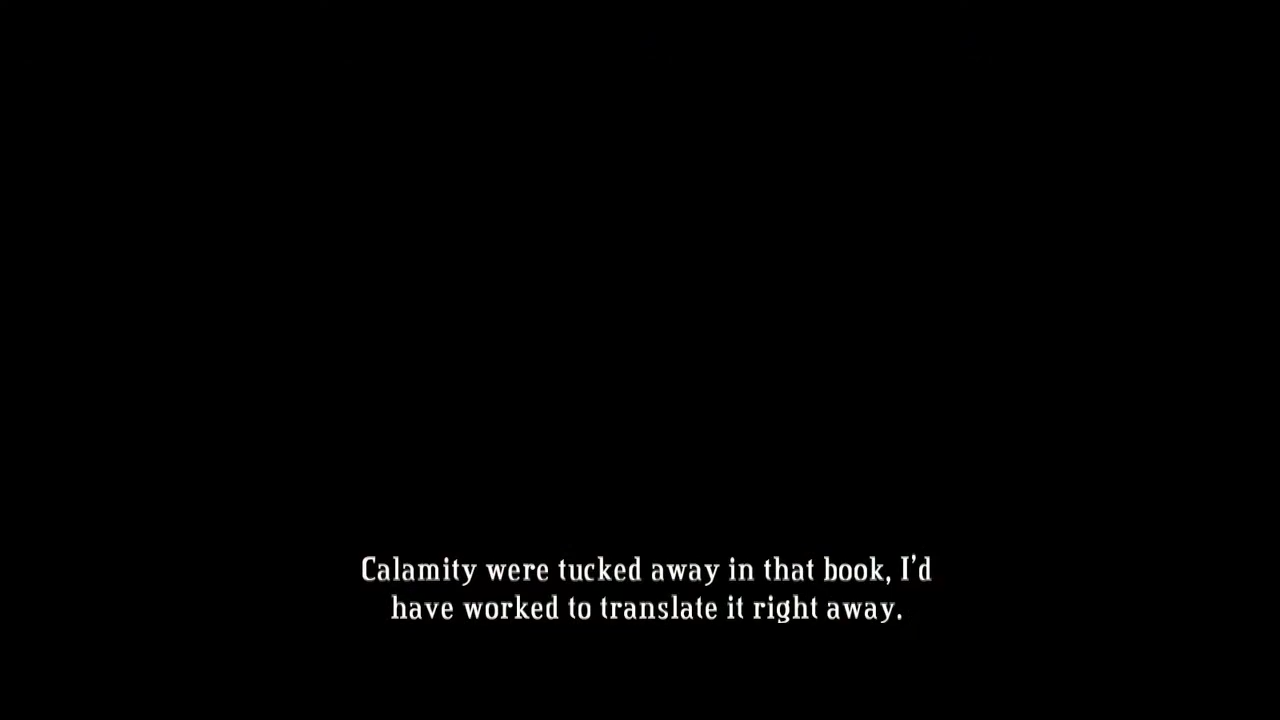 Calamity were tucked away in that book, I'd
have worked to translate it right away.